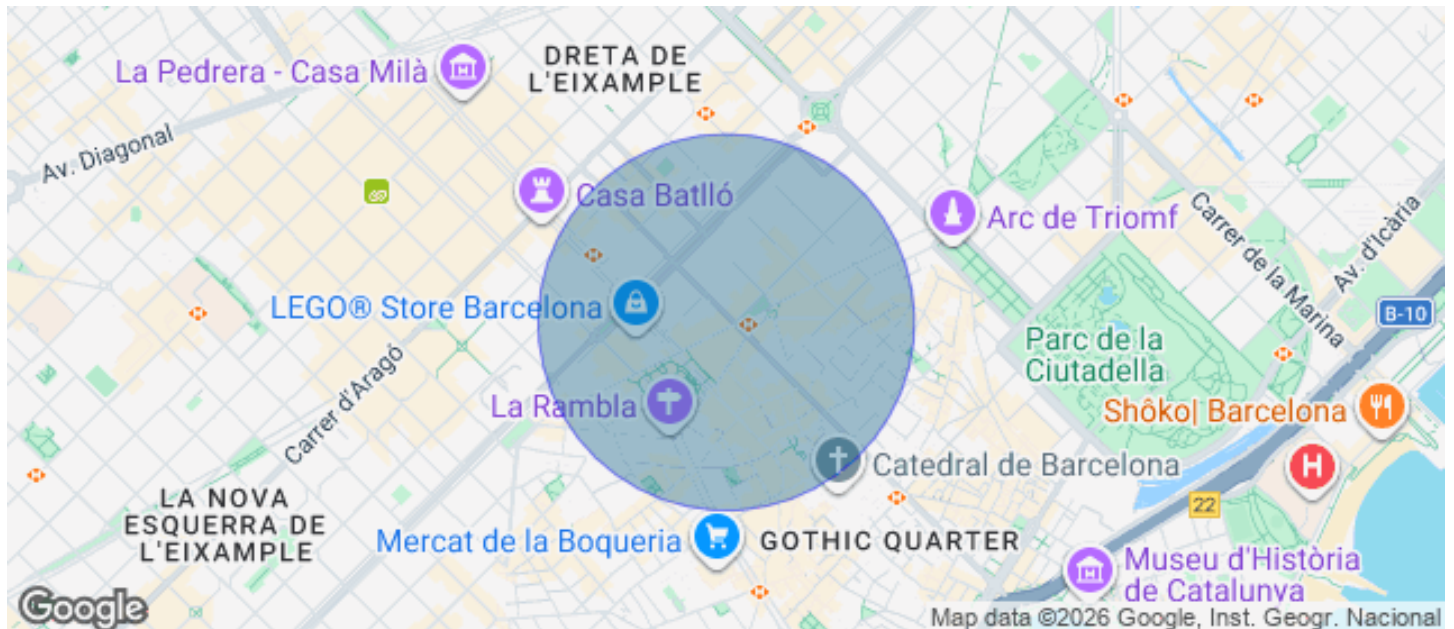 DRETA DE
L'EIXAMPLE
La Pedrera - Casa Milà
Av. Diagonal
Casa Batlló
Arc de Triomf
Carrer de la Marina
Av. d'Icària
LEGO® Store Barcelona
B-10
Parc de la
Ciutadella
Carrer d'Aragó
La Rambla
Shôko| Barcelona
Catedral de Barcelona
H
22
LA NOVA
ESQUERRA DE
L'EIXAMPLE
Mercat de la Boqueria
GOTHIC QUARTER
Museu d'Història
de Catalunya
Google
Map data ©2026 Google, Inst. Geogr. Nacional